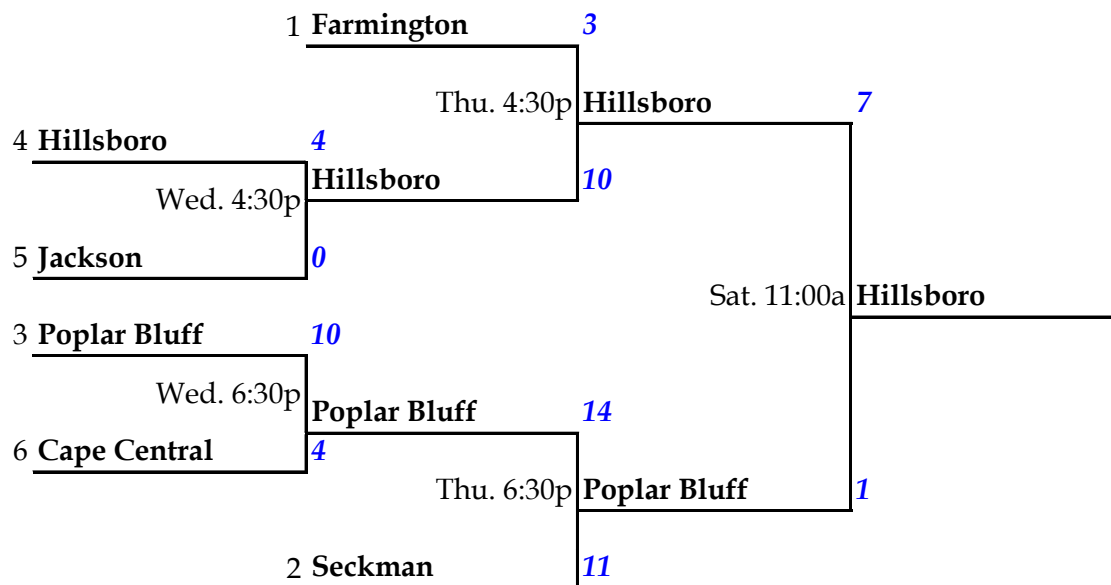 1 Farmington 3
Thu. 4:30p Hillsboro 7
4 Hillsboro 4
Hillsboro 10
Wed. 4:30p
5 Jackson 0
Sat. 11:00a Hillsboro
3 Poplar Bluff 10
Wed. 6:30p
Poplar Bluff 14
6 Cape Central 4
Thu. 6:30p Poplar Bluff 1
2 Seckman 11